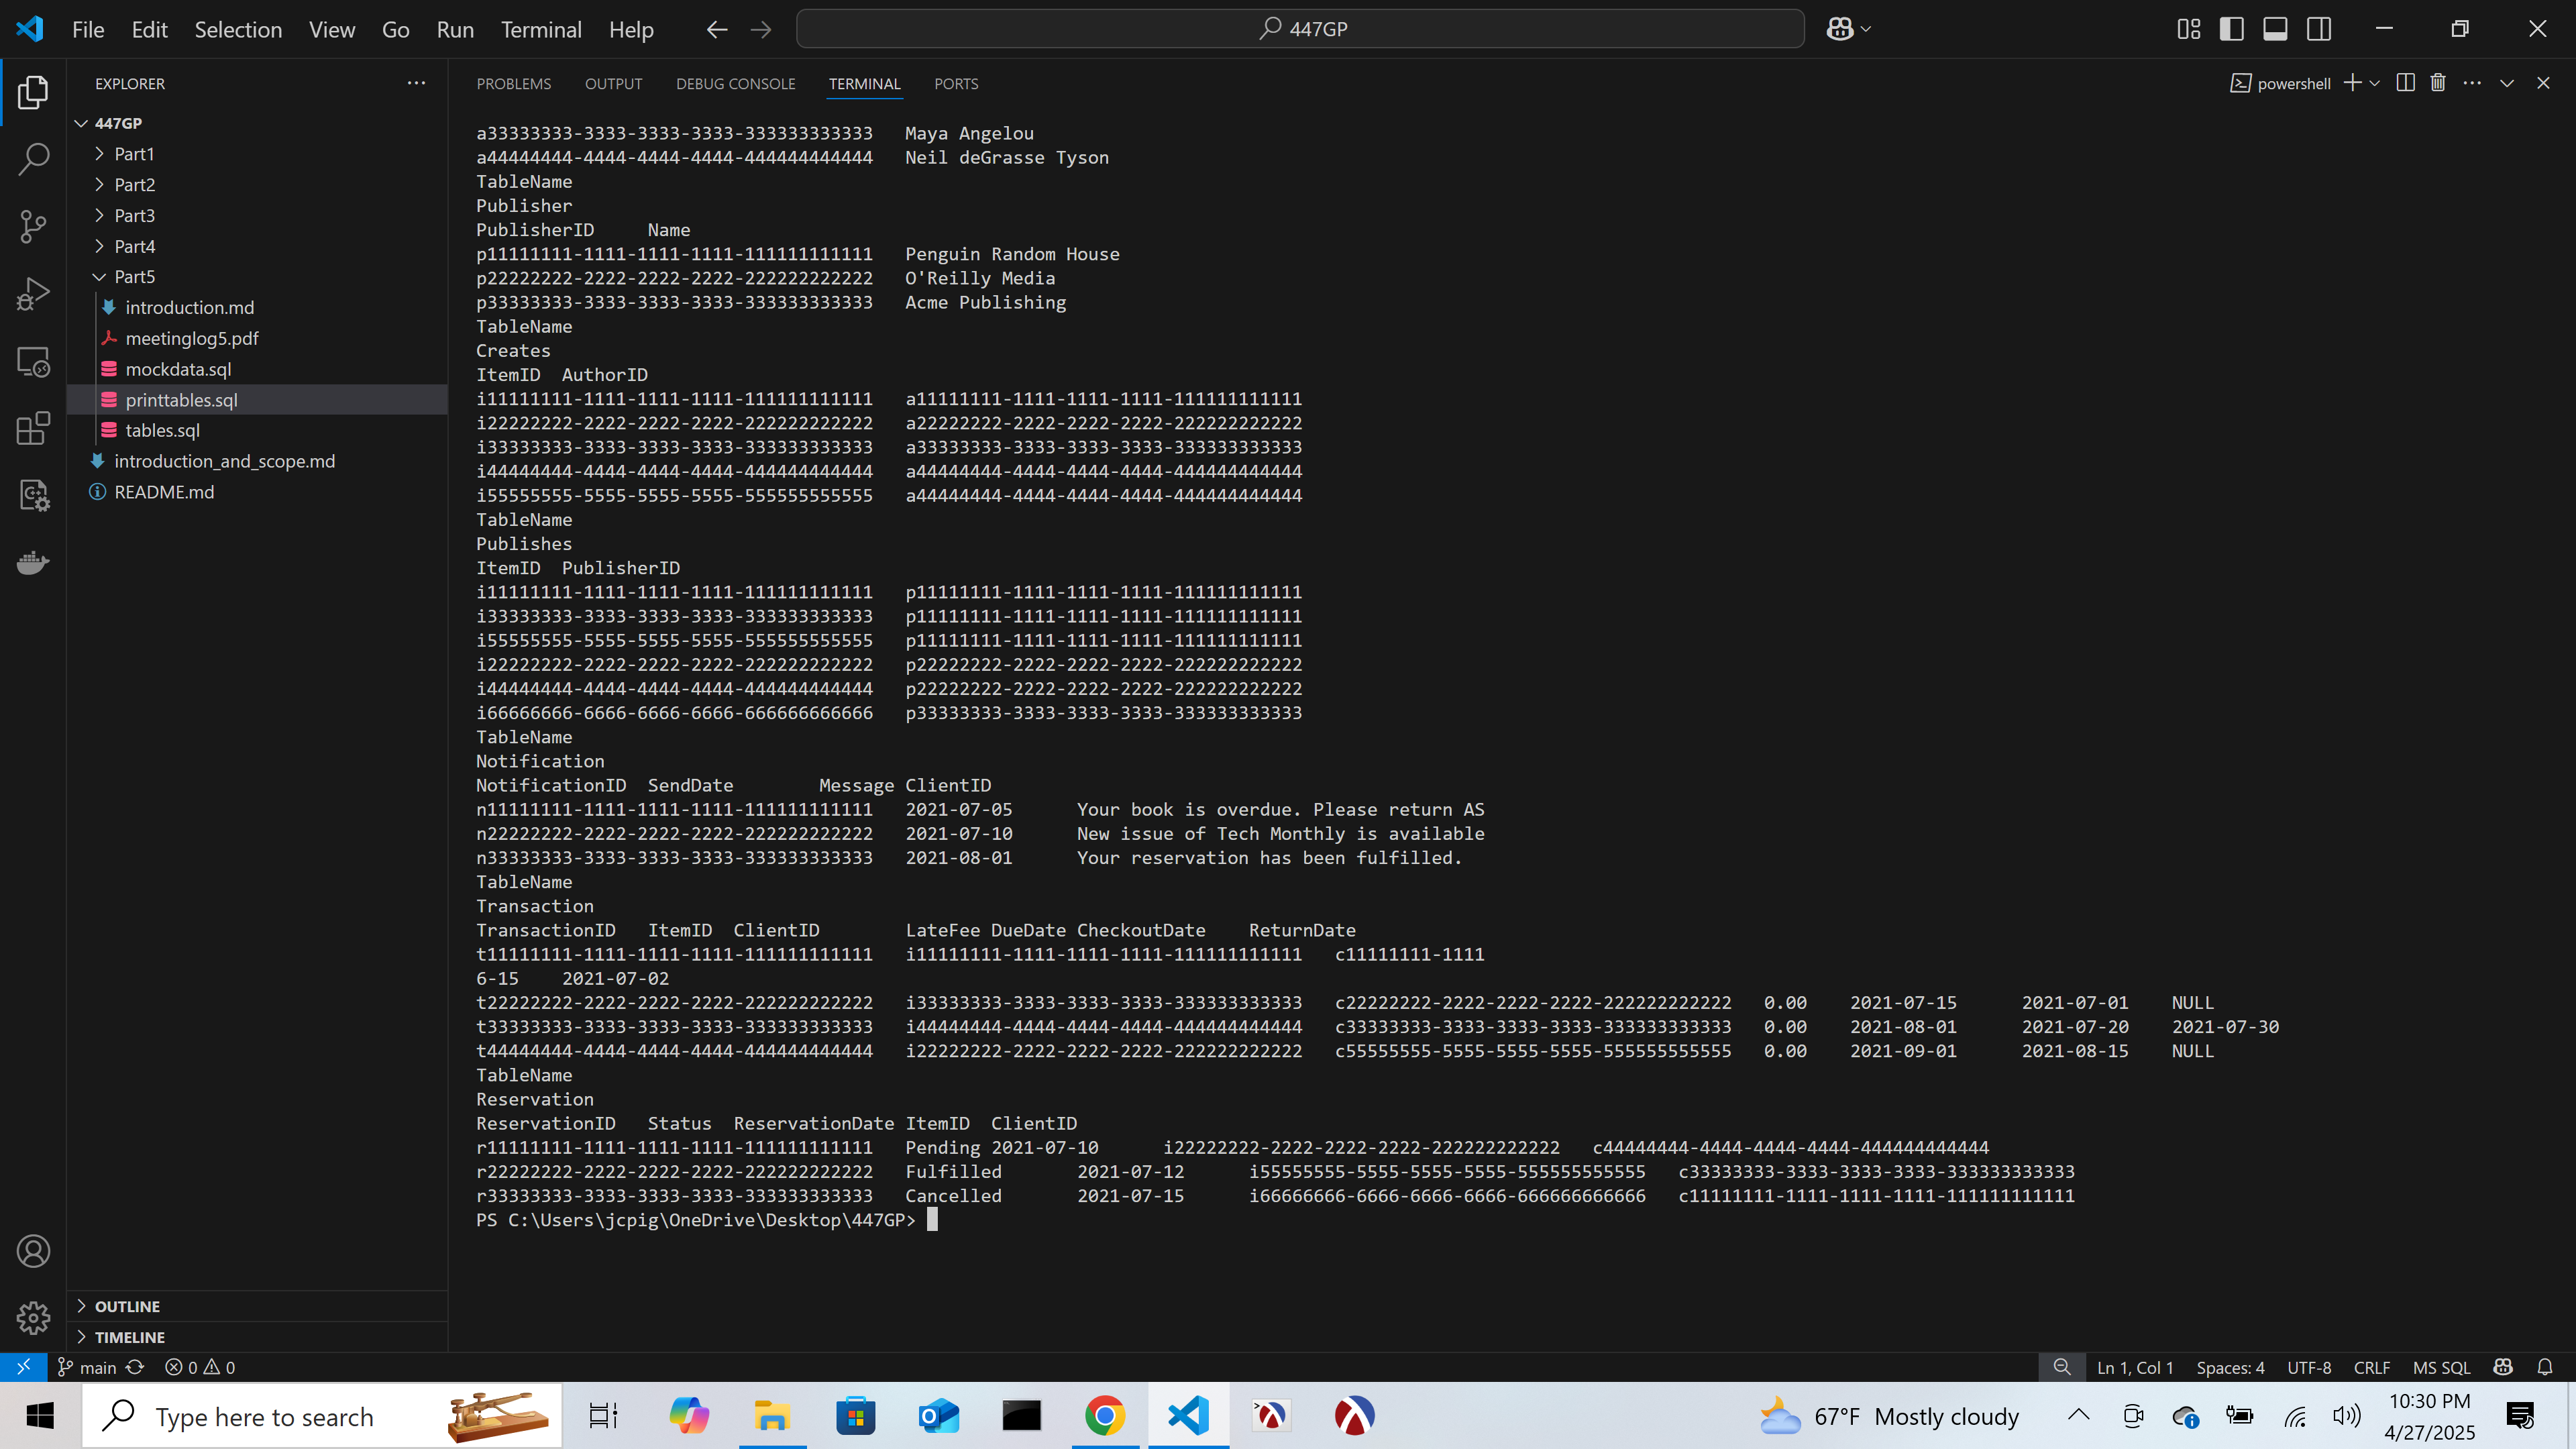 File Edit Selection View Go Run Terminal Help 447GP
EXPLORER
447GP
Part1
Part2
Part3
Part4
Part5
introduction.md
meetinglog5.pdf
mockdata.sql
printtables.sql
tables.sql
introduction_and_scope.md
README.md
OUTLINE
TIMELINE
PROBLEMS OUTPUT DEBUG CONSOLE TERMINAL PORTS powershell
a33333333-3333-3333-3333-333333333333 Maya Angelou
a44444444-4444-4444-4444-444444444444 Neil deGrasse Tyson
TableName
Publisher
PublisherID Name
p11111111-1111-1111-1111-111111111111 Penguin Random House
p22222222-2222-2222-2222-222222222222 O'Reilly Media
p33333333-3333-3333-3333-333333333333 Acme Publishing
TableName
Creates
ItemID AuthorID
i11111111-1111-1111-1111-111111111111 a11111111-1111-1111-1111-111111111111
i22222222-2222-2222-2222-222222222222 a22222222-2222-2222-2222-222222222222
i33333333-3333-3333-3333-333333333333 a33333333-3333-3333-3333-333333333333
i44444444-4444-4444-4444-444444444444 a44444444-4444-4444-4444-444444444444
i55555555-5555-5555-5555-555555555555 a44444444-4444-4444-4444-444444444444
TableName
Publishes
ItemID PublisherID
i11111111-1111-1111-1111-111111111111 p11111111-1111-1111-1111-111111111111
i33333333-3333-3333-3333-333333333333 p11111111-1111-1111-1111-111111111111
i55555555-5555-5555-5555-555555555555 p11111111-1111-1111-1111-111111111111
i22222222-2222-2222-2222-222222222222 p22222222-2222-2222-2222-222222222222
i44444444-4444-4444-4444-444444444444 p22222222-2222-2222-2222-222222222222
i66666666-6666-6666-6666-666666666666 p33333333-3333-3333-3333-333333333333
TableName
Notification
NotificationID SendDate Message ClientID
n11111111-1111-1111-1111-111111111111 2021-07-05 Your book is overdue. Please return AS
n22222222-2222-2222-2222-222222222222 2021-07-10 New issue of Tech Monthly is available
n33333333-3333-3333-3333-333333333333 2021-08-01 Your reservation has been fulfilled.
TableName
Transaction
TransactionID ItemID ClientID LateFee DueDate CheckoutDate ReturnDate
t11111111-1111-1111-1111-111111111111 i11111111-1111-1111-1111-111111111111 c11111111-1111
6-15 2021-07-02
t22222222-2222-2222-2222-222222222222 i33333333-3333-3333-3333-333333333333 c22222222-2222-2222-2222-222222222222 0.00 2021-07-15 2021-07-01 NULL
t33333333-3333-3333-3333-333333333333 i44444444-4444-4444-4444-444444444444 c33333333-3333-3333-3333-333333333333 0.00 2021-08-01 2021-07-20 2021-07-30
t44444444-4444-4444-4444-444444444444 i22222222-2222-2222-2222-222222222222 c55555555-5555-5555-5555-555555555555 0.00 2021-09-01 2021-08-15 NULL
TableName
Reservation
ReservationID Status ReservationDate ItemID ClientID
r11111111-1111-1111-1111-111111111111 Pending 2021-07-10 i22222222-2222-2222-2222-222222222222 c44444444-4444-4444-4444-444444444444
r22222222-2222-2222-2222-222222222222 Fulfilled 2021-07-12 i55555555-5555-5555-5555-555555555555 c33333333-3333-3333-3333-333333333333
r33333333-3333-3333-3333-333333333333 Cancelled 2021-07-15 i66666666-6666-6666-6666-666666666666 c11111111-1111-1111-1111-111111111111
PS C:\Users\jcpig\OneDrive\Desktop\447GP>
main 0 0 Ln 1, Col 1 Spaces: 4 UTF-8 CRLF MS SQL
Type here to search 67°F Mostly cloudy 10:30 PM
4/27/2025